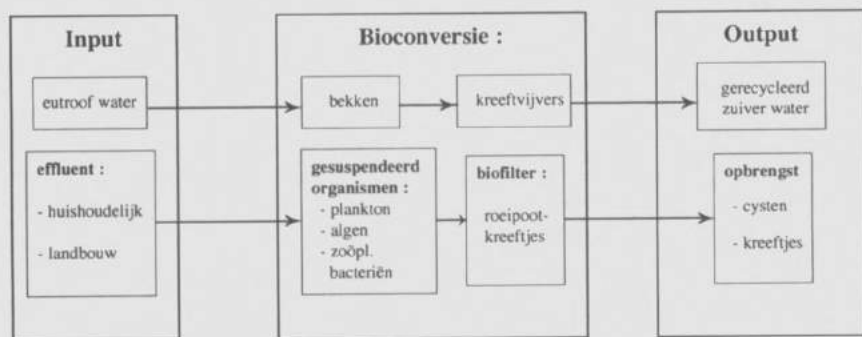 Input
eutroof water
effluent :
- huishoudelijk
- landbouw
Bioconversie :
bekken
kreeftvijvers
gesuspendeerd
organismen :
- plankton
- algen
- zoöpl.
bacteriën
biofilter :
roeipoot-
kreeftjes
Output
gerecycleerd
zuiver water
opbrengst
- cysten
- kreeftjes